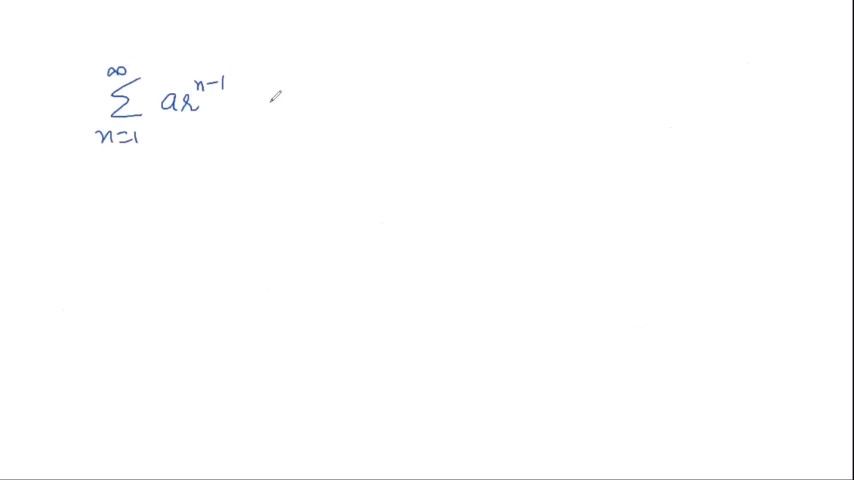 ∞
∑ ar^{n-1}
n=1